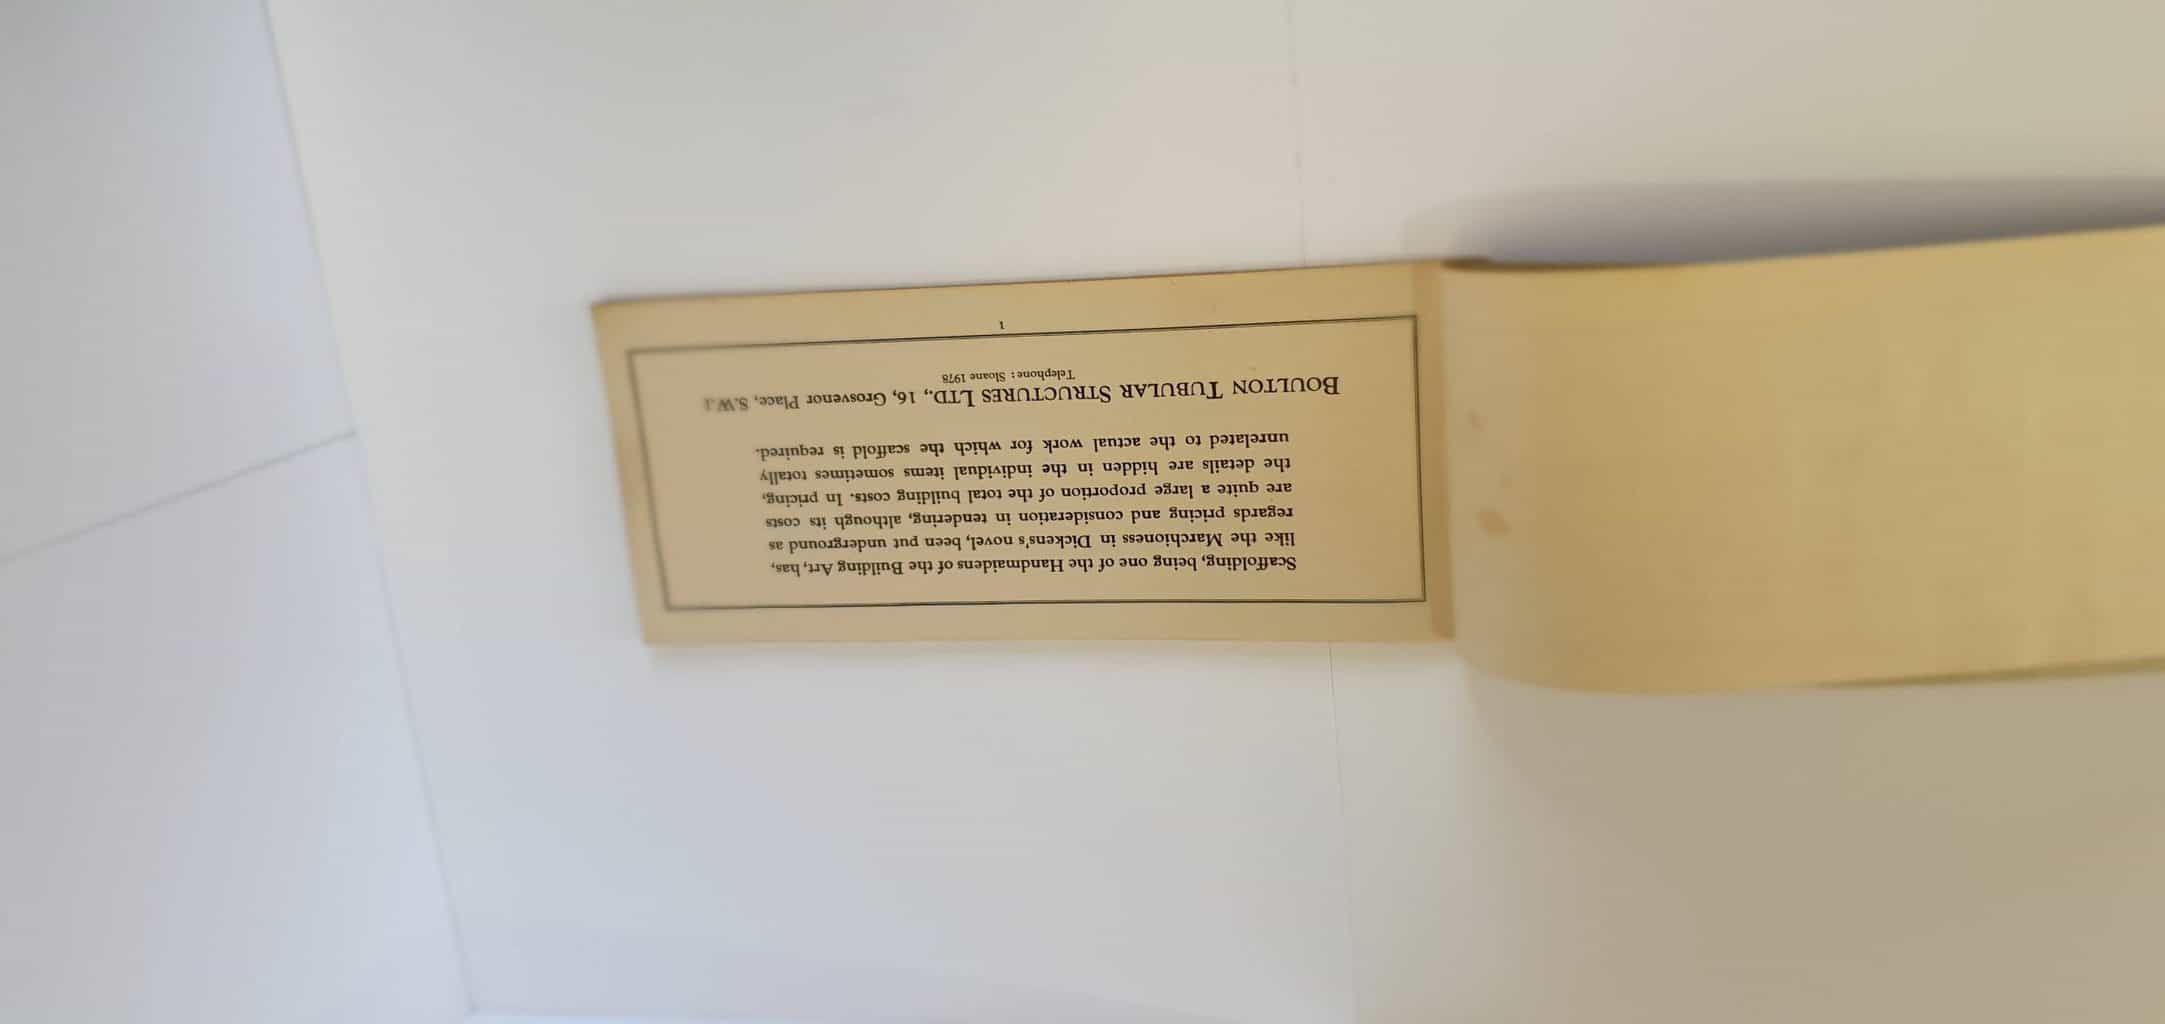 Scaffolding, being one of the Handmaidens of the Building Art, has,
like the Marchioness in Dickens's novel, been put underground as
regards pricing and consideration in tendering, although its costs
are quite a large proportion of the total building costs. In pricing,
the details are hidden in the individual items sometimes totally
unrelated to the actual work for which the scaffold is required.
BOULTON TUBULAR STRUCTURES LTD., 16, Grosvenor Place, S.W.1
Telephone: Sloane 1978
1